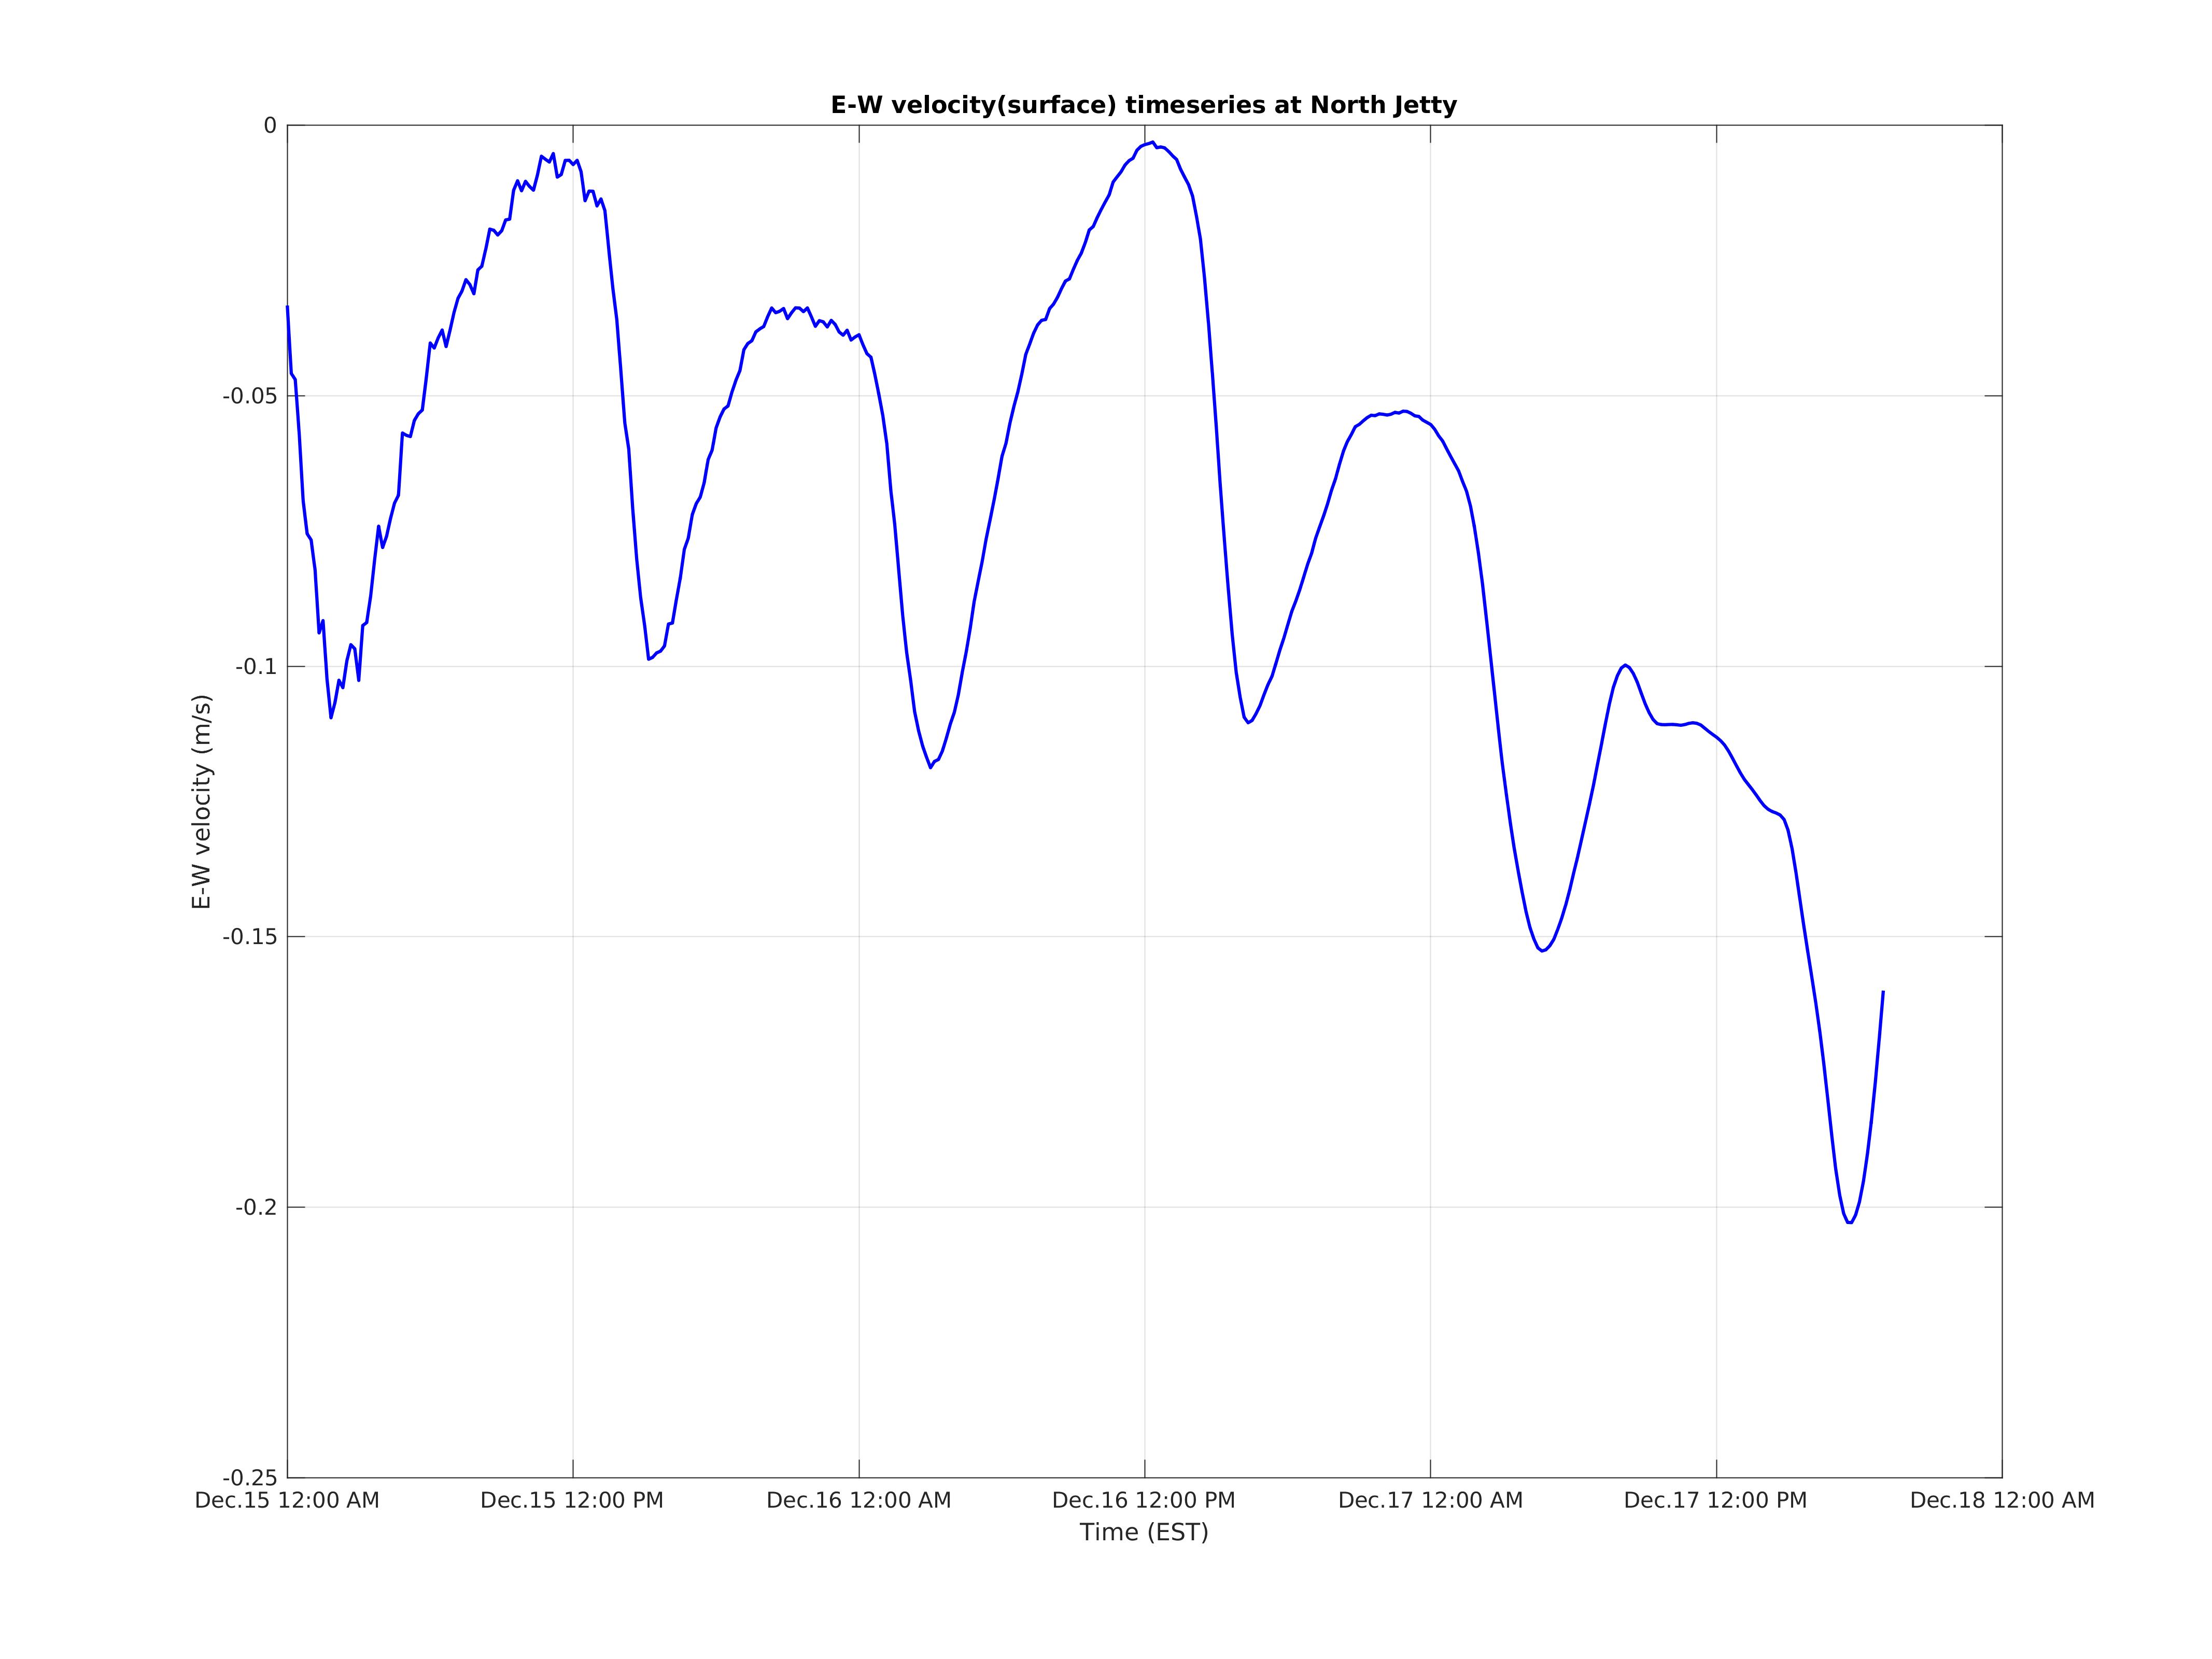 E-W velocity(surface) timeseries at North Jetty
0
-0.05
-0.1
-0.15
-0.2
-0.25
E-W velocity (m/s)
Dec.15 12:00 AM Dec.15 12:00 PM Dec.16 12:00 AM Dec.16 12:00 PM Dec.17 12:00 AM Dec.17 12:00 PM Dec.18 12:00 AM
Time (EST)